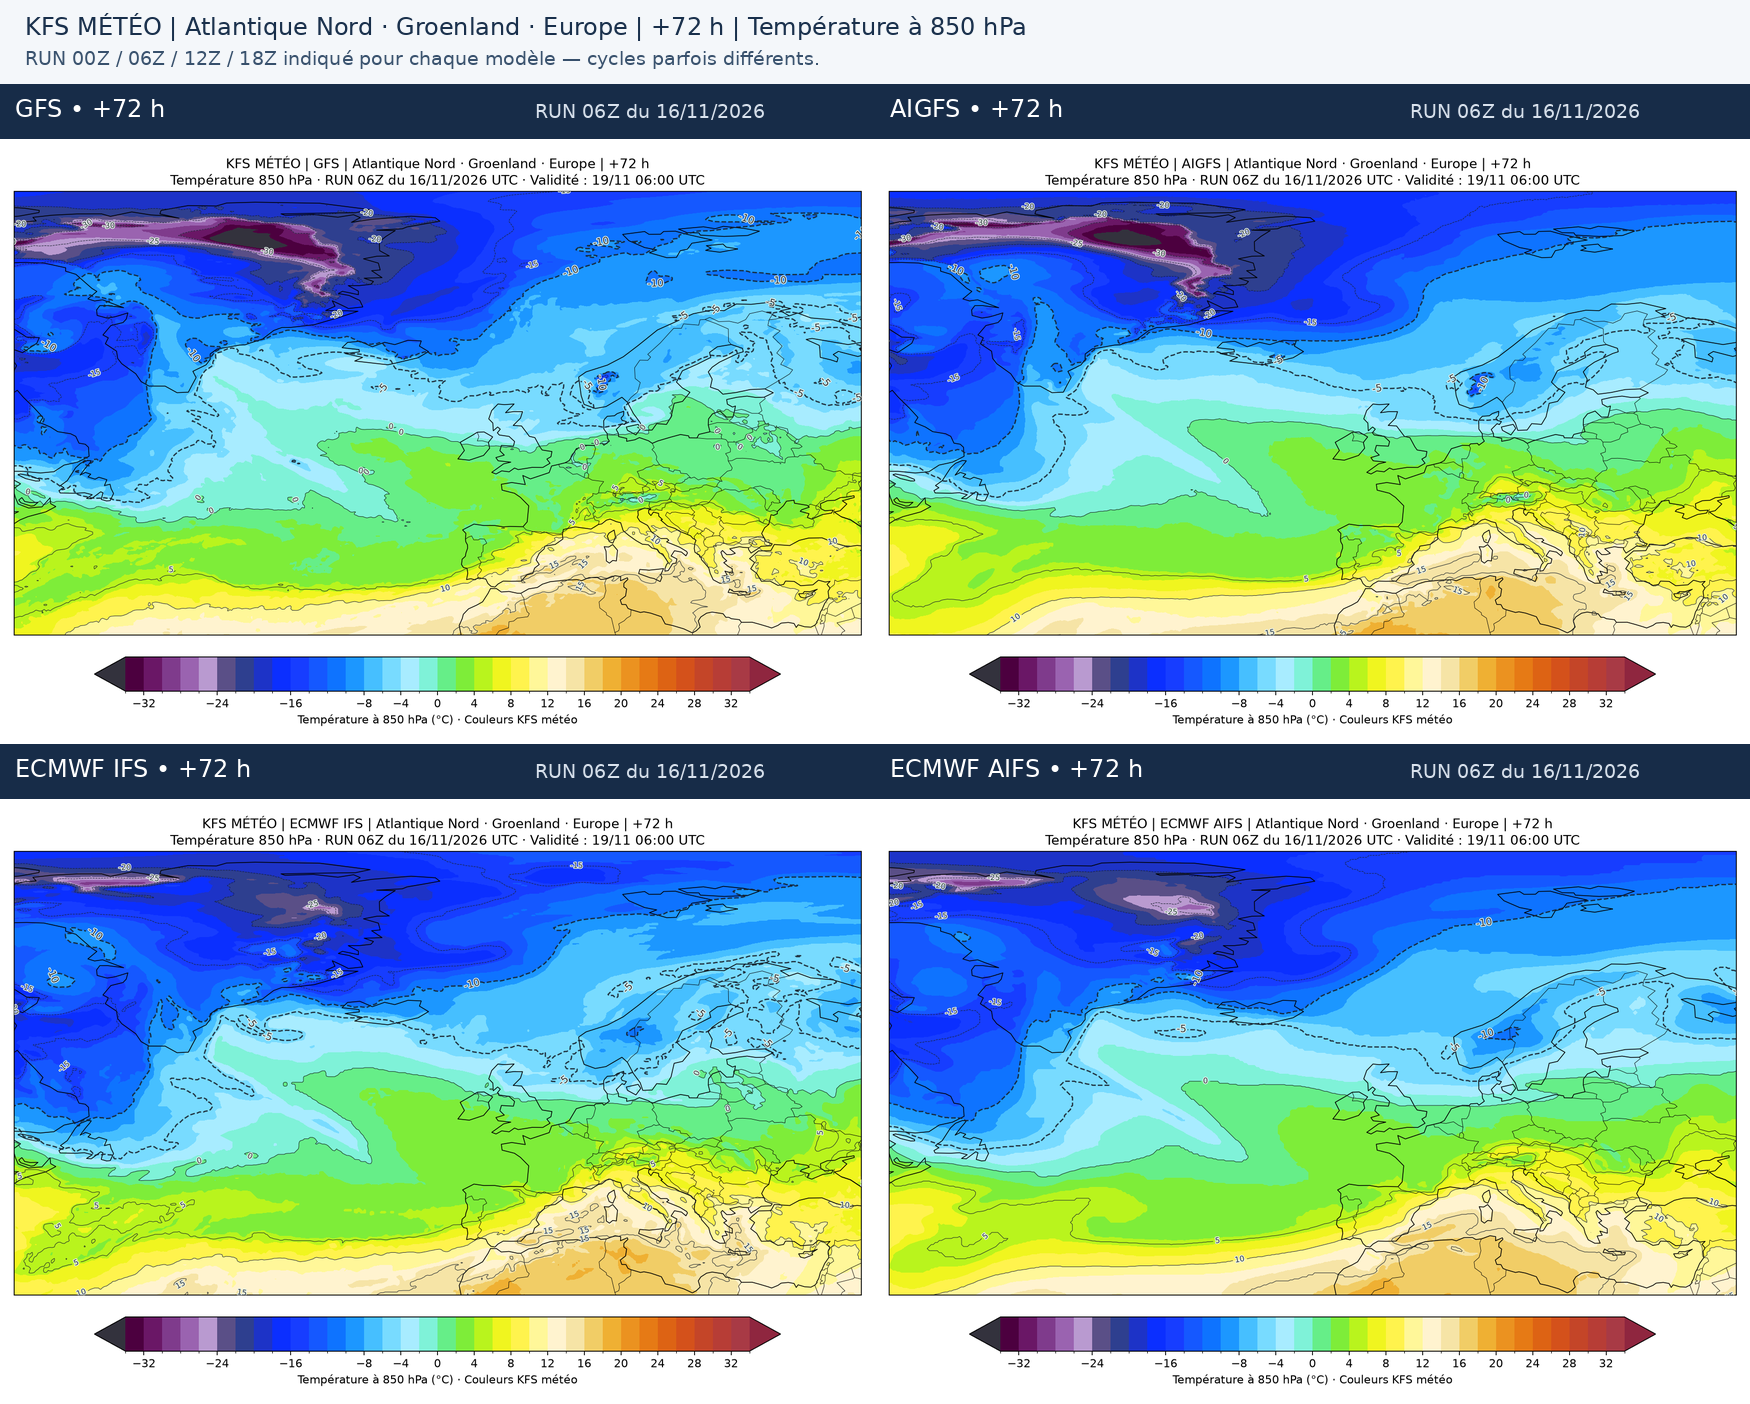 KFS MÉTÉO | Atlantique Nord · Groenland · Europe | +72 h | Température à 850 hPa
RUN 00Z / 06Z / 12Z / 18Z indiqué pour chaque modèle — cycles parfois différents.
GFS • +72 h
RUN 06Z du 16/11/2026
AIGFS • +72 h
RUN 06Z du 16/11/2026
KFS MÉTÉO | GFS | Atlantique Nord · Groenland · Europe | +72 h
Température 850 hPa · RUN 06Z du 16/11/2026 UTC · Validité : 19/11 06:00 UTC
KFS MÉTÉO | AIGFS | Atlantique Nord · Groenland · Europe | +72 h
Température 850 hPa · RUN 06Z du 16/11/2026 UTC · Validité : 19/11 06:00 UTC
−32 −24 −16 −8 −4 0 4 8 12 16 20 24 28 32
Température à 850 hPa (°C) · Couleurs KFS météo
−32 −24 −16 −8 −4 0 4 8 12 16 20 24 28 32
Température à 850 hPa (°C) · Couleurs KFS météo
ECMWF IFS • +72 h
RUN 06Z du 16/11/2026
ECMWF AIFS • +72 h
RUN 06Z du 16/11/2026
KFS MÉTÉO | ECMWF IFS | Atlantique Nord · Groenland · Europe | +72 h
Température 850 hPa · RUN 06Z du 16/11/2026 UTC · Validité : 19/11 06:00 UTC
KFS MÉTÉO | ECMWF AIFS | Atlantique Nord · Groenland · Europe | +72 h
Température 850 hPa · RUN 06Z du 16/11/2026 UTC · Validité : 19/11 06:00 UTC
−32 −24 −16 −8 −4 0 4 8 12 16 20 24 28 32
Température à 850 hPa (°C) · Couleurs KFS météo
−32 −24 −16 −8 −4 0 4 8 12 16 20 24 28 32
Température à 850 hPa (°C) · Couleurs KFS météo